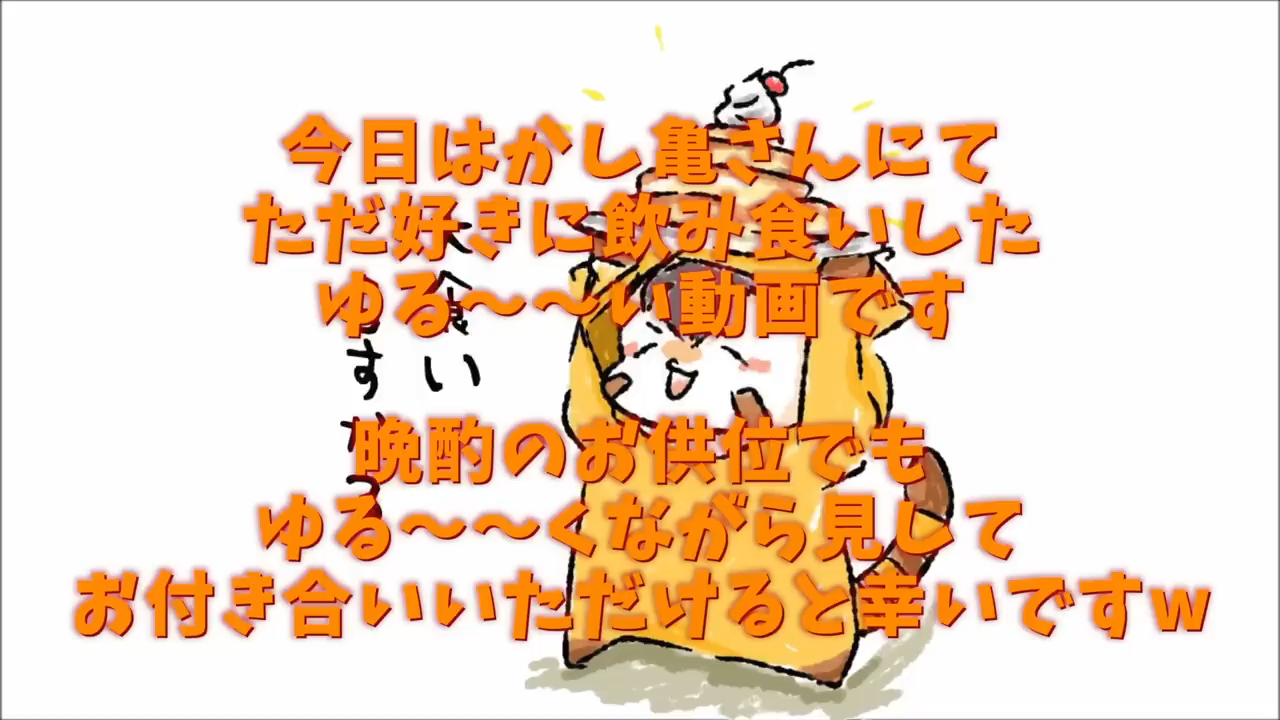 今日はかし亀さんにて
ただ好きに飲み食いした
ゆる～～い動画です
晩酌のお供位でも
ゆる～～くながら見して
お付き合いいただけると幸いですw
食い